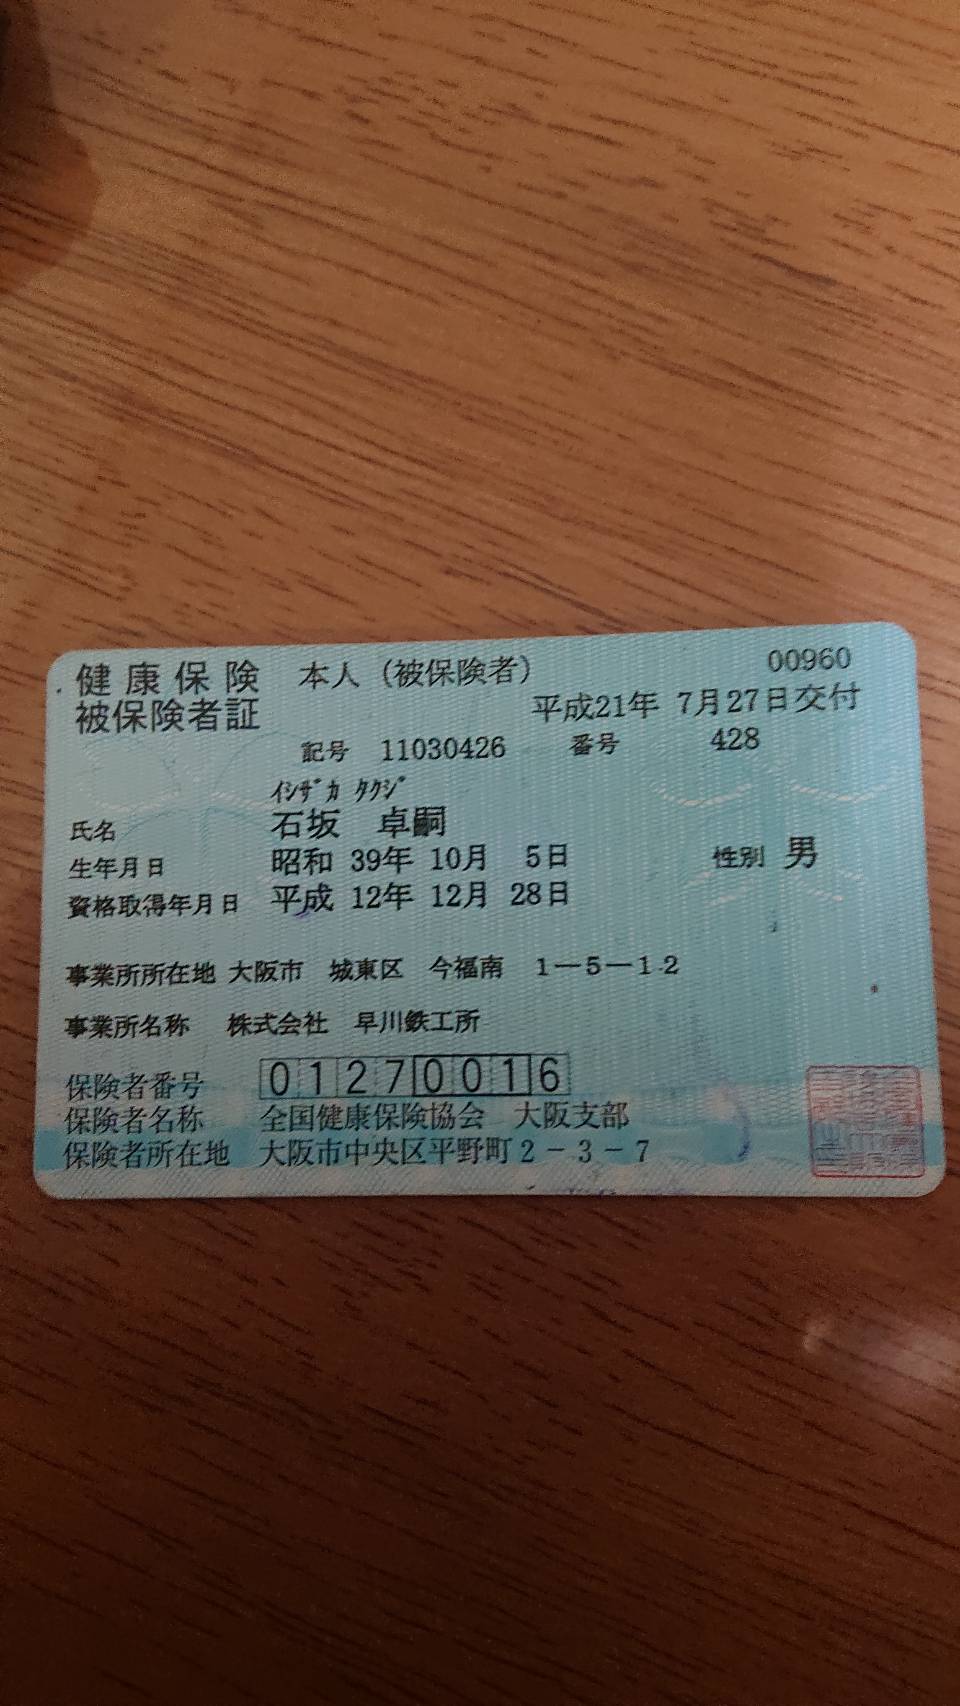 健康保険 本人（被保険者） 00960
被保険者証 平成21年 7月27日交付
記号 11030426 番号 428
ｲｼｻﾞｶ ﾀｸｼﾞ
氏名 石坂 卓嗣
生年月日 昭和 39年 10月 5日 性別 男
資格取得年月日 平成 12年 12月 28日
事業所所在地 大阪市 城東区 今福南 1－5－12
事業所名称 株式会社 早川鉄工所
保険者番号 01270016
保険者名称 全国健康保険協会 大阪支部
保険者所在地 大阪市中央区平野町2－3－7